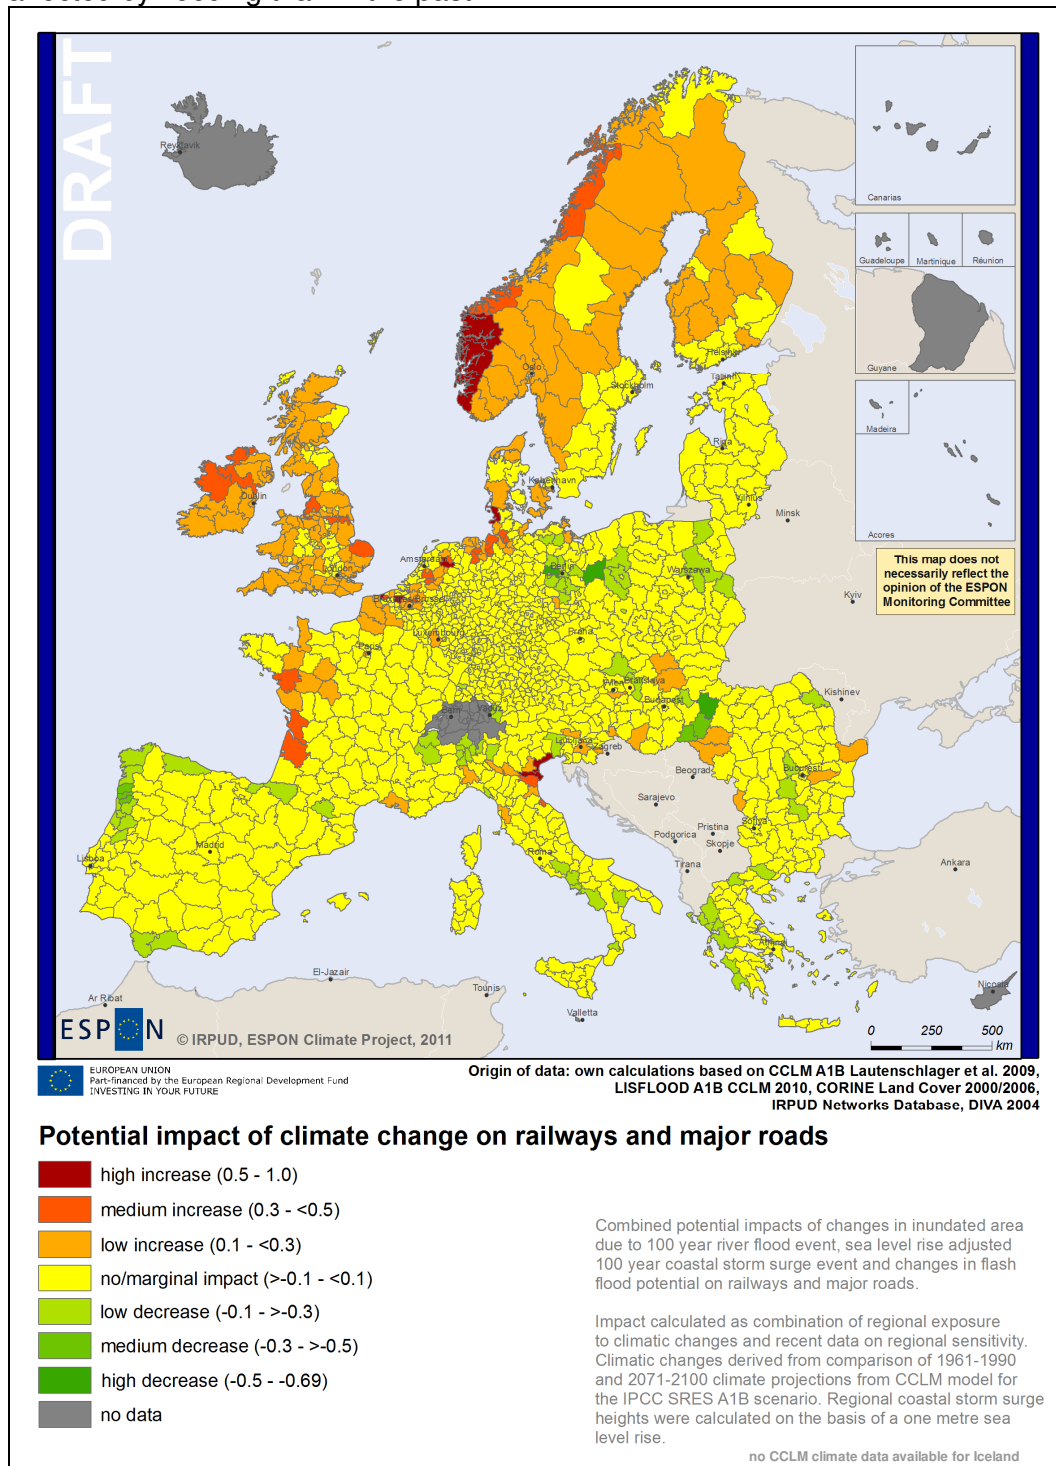 affected by flooding than in the past.
DRAFT
Reykjavik
Canarias
Guadeloupe
Martinique
Réunion
Guyane
Madeira
Acores
This map does not
necessarily reflect the
opinion of the ESPON
Monitoring Committee
Oslo
Helsinki
Tallinn
Stockholm
Riga
København
Vilnius
Minsk
Dublin
London
Amsterdam
Berlin
Warszawa
Kyiv
Bruxelles/Brussel
Luxembourg
Praha
Paris
Wien
Bratislava
Budapest
Kishinev
Bern
Vaduz
Ljubljana
Zagreb
Beograd
Bucuresti
Sarajevo
Pristina
Sofiya
Podgorica
Skopje
Tirana
Ankara
Madrid
Lisboa
Roma
Athinai
El-Jazair
Tounis
Ar Ribat
Valletta
Nicosia
ESPON
© IRPUD, ESPON Climate Project, 2011
0 250 500
km
EUROPEAN UNION
Part-financed by the European Regional Development Fund
INVESTING IN YOUR FUTURE
Origin of data: own calculations based on CCLM A1B Lautenschlager et al. 2009,
LISFLOOD A1B CCLM 2010, CORINE Land Cover 2000/2006,
IRPUD Networks Database, DIVA 2004
Potential impact of climate change on railways and major roads
high increase (0.5 - 1.0)
medium increase (0.3 - <0.5)
low increase (0.1 - <0.3)
no/marginal impact (>-0.1 - <0.1)
low decrease (-0.1 - >-0.3)
medium decrease (-0.3 - >-0.5)
high decrease (-0.5 - -0.69)
no data
Combined potential impacts of changes in inundated area
due to 100 year river flood event, sea level rise adjusted
100 year coastal storm surge event and changes in flash
flood potential on railways and major roads.
Impact calculated as combination of regional exposure
to climatic changes and recent data on regional sensitivity.
Climatic changes derived from comparison of 1961-1990
and 2071-2100 climate projections from CCLM model for
the IPCC SRES A1B scenario. Regional coastal storm surge
heights were calculated on the basis of a one metre sea
level rise.
no CCLM climate data available for Iceland